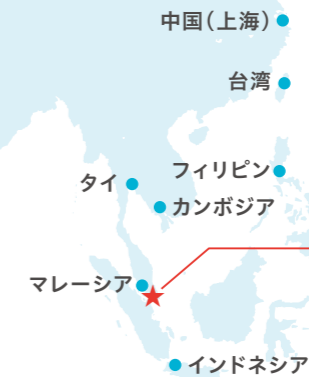 中国（上海）
台湾
フィリピン
タイ
カンボジア
マレーシア
インドネシア